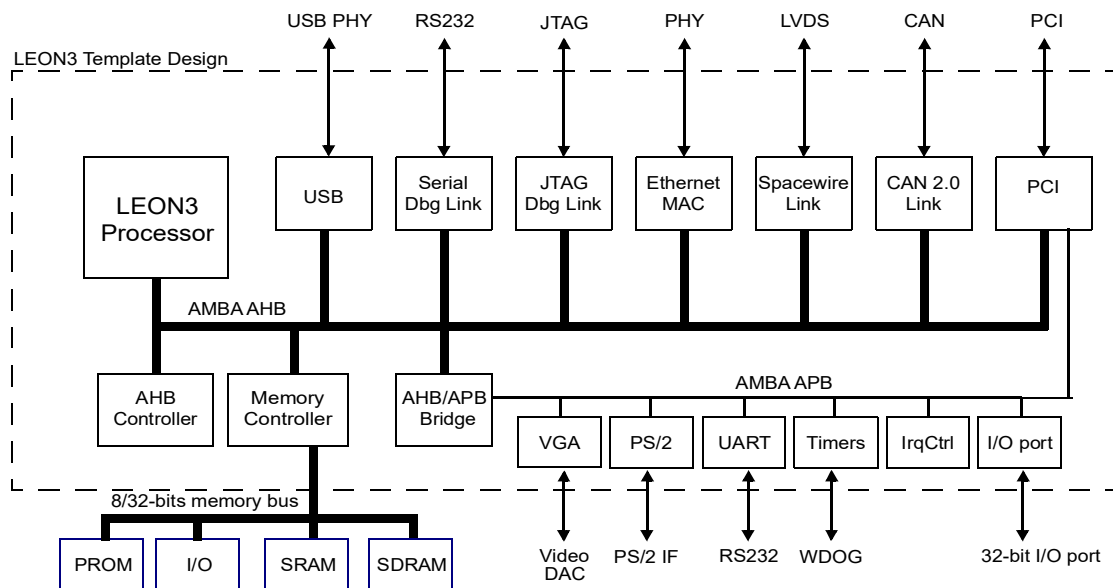 USB PHY RS232 JTAG PHY LVDS CAN PCI
LEON3 Template Design
LEON3
Processor
USB
Serial
Dbg Link
JTAG
Dbg Link
Ethernet
MAC
Spacewire
Link
CAN 2.0
Link
PCI
AMBA AHB
AHB
Controller
Memory
Controller
AHB/APB
Bridge
AMBA APB
VGA
PS/2
UART
Timers
IrqCtrl
I/O port
8/32-bits memory bus
PROM
I/O
SRAM
SDRAM
Video
DAC
PS/2 IF
RS232
WDOG
32-bit I/O port